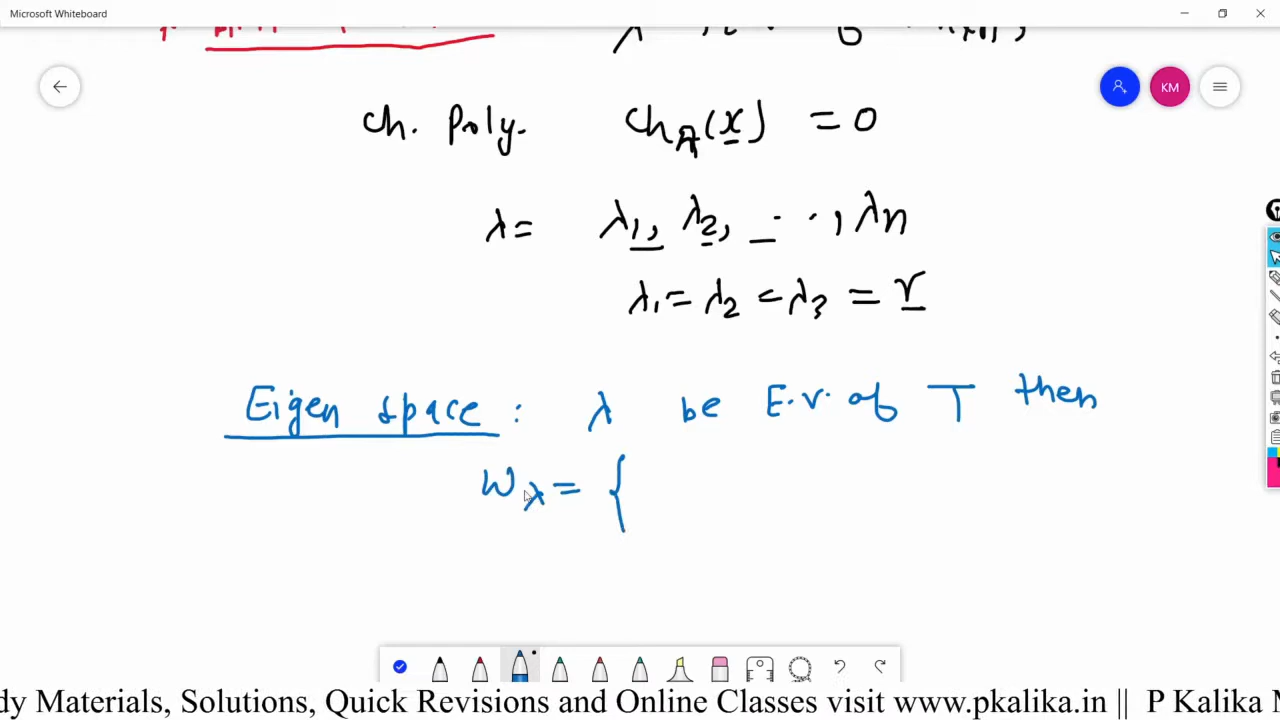 Microsoft Whiteboard
KM
ch. Poly. Ch_A(x) = 0
λ = λ1, λ2, _ . . , λn
λ1 = λ2 = λ3 = r
Eigen space : λ be E.v. of T then
W_λ = {
dy Materials, Solutions, Quick Revisions and Online Classes visit www.pkalika.in || P Kalika M